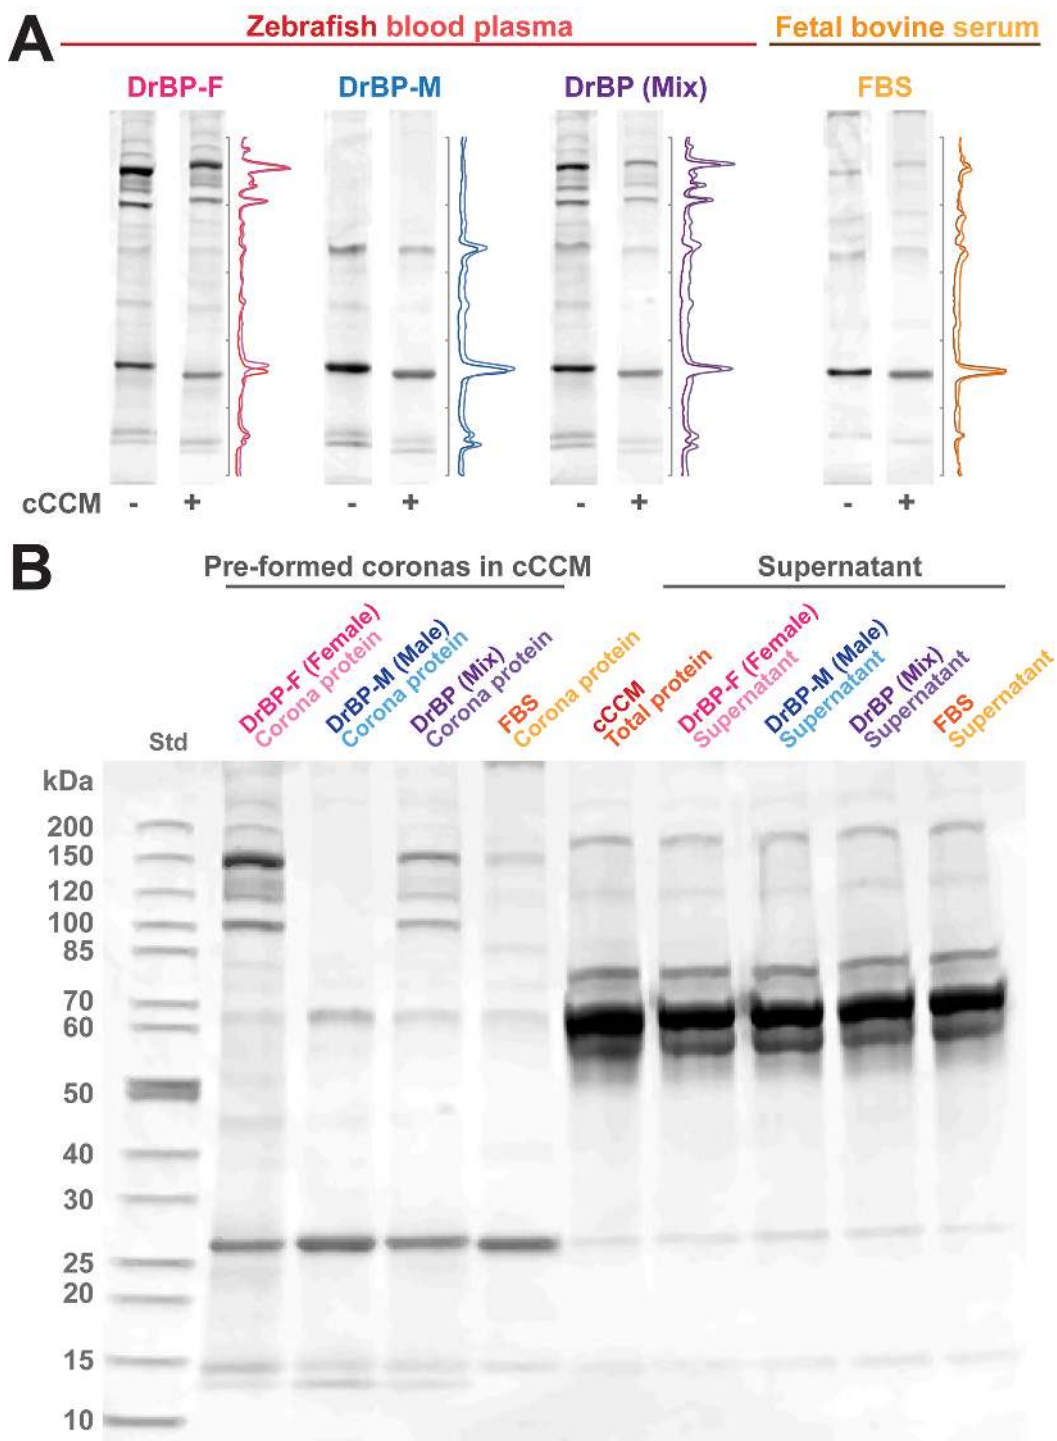 A
Zebrafish blood plasma
Fetal bovine serum
DrBP-F
DrBP-M
DrBP (Mix)
FBS
cCCM - + - + - + - +
B
Pre-formed coronas in cCCM
Supernatant
Std
DrBP-F (Female)
Corona protein
DrBP-M (Male)
Corona protein
DrBP (Mix)
Corona protein
FBS
Corona protein
cCCM
Total protein
DrBP-F (Female)
Supernatant
DrBP-M (Male)
Supernatant
DrBP (Mix)
Supernatant
FBS
Supernatant
kDa
200
150
120
100
85
70
60
50
40
30
25
20
15
10